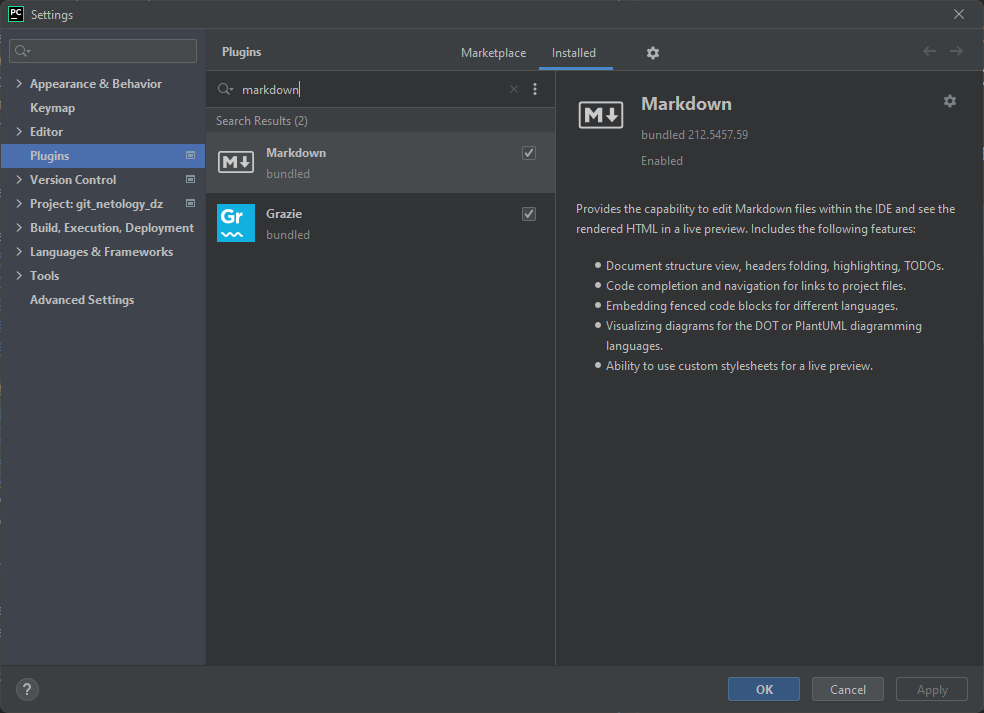 PC Settings
Appearance & Behavior
Keymap
Editor
Plugins
Version Control
Project: git_netology_dz
Build, Execution, Deployment
Languages & Frameworks
Tools
Advanced Settings
Plugins
Marketplace
Installed
markdown
Search Results (2)
Markdown
bundled
Gr
Grazie
bundled
M
Markdown
bundled 212.5457.59
Enabled
Provides the capability to edit Markdown files within the IDE and see the
rendered HTML in a live preview. Includes the following features:
Document structure view, headers folding, highlighting, TODOs.
Code completion and navigation for links to project files.
Embedding fenced code blocks for different languages.
Visualizing diagrams for the DOT or PlantUML diagramming
languages.
Ability to use custom stylesheets for a live preview.
?
OK
Cancel
Apply